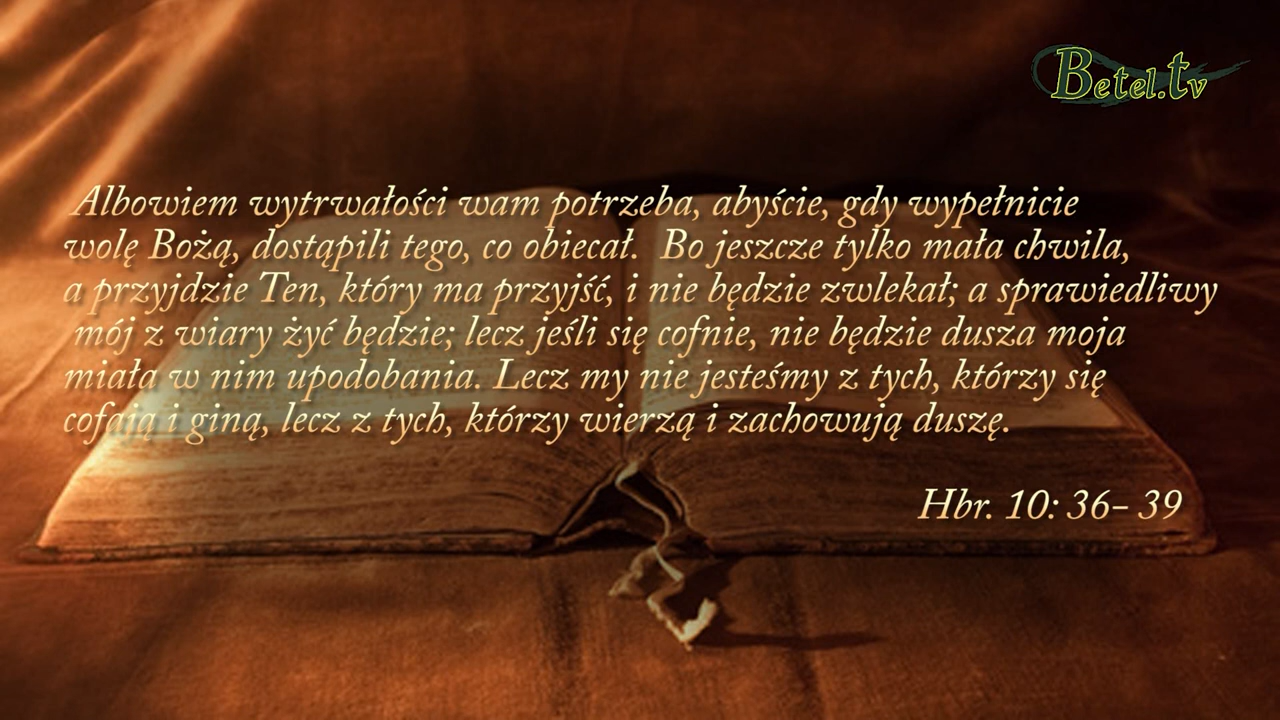 Betel.tv
Albowiem wytrwałości wam potrzeba, abyście, gdy wypełnicie
wolę Bożą, dostąpili tego, co obiecał. Bo jeszcze tylko mała chwila,
a przyjdzie Ten, który ma przyjść, i nie będzie zwlekał; a sprawiedliwy
mój z wiary żyć będzie; lecz jeśli się cofnie, nie będzie dusza moja
miała w nim upodobania. Lecz my nie jesteśmy z tych, którzy się
cofają i giną, lecz z tych, którzy wierzą i zachowują duszę.
Hbr. 10: 36- 39